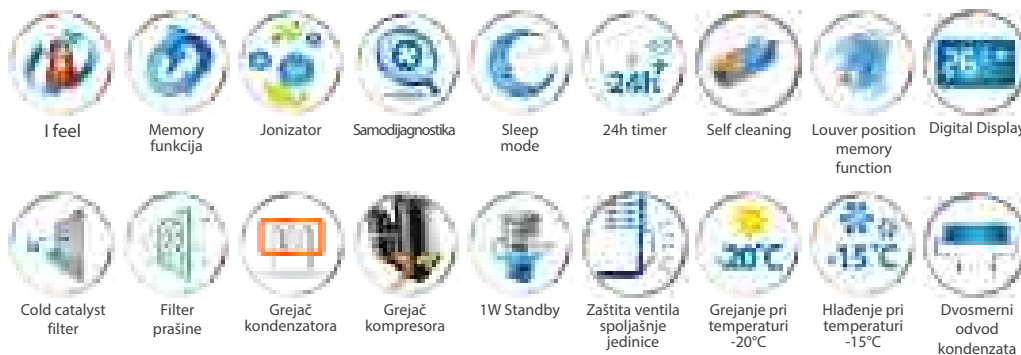 24h
26
I feel
Memory
funkcija
Jonizator
Samodijagnostika
Sleep
mode
24h timer
Self cleaning
Louver position
memory
function
Digital Display
-20°C
-15°C
Cold catalyst
filter
Filter
prašine
Grejač
kondenzatora
Grejač
kompresora
1W Standby
Zaštita ventila
spoljašnje
jedinice
Grejanje pri
temperaturi
-20°C
Hlađenje pri
temperaturi
-15°C
Dvosmerni
odvod
kondenzata